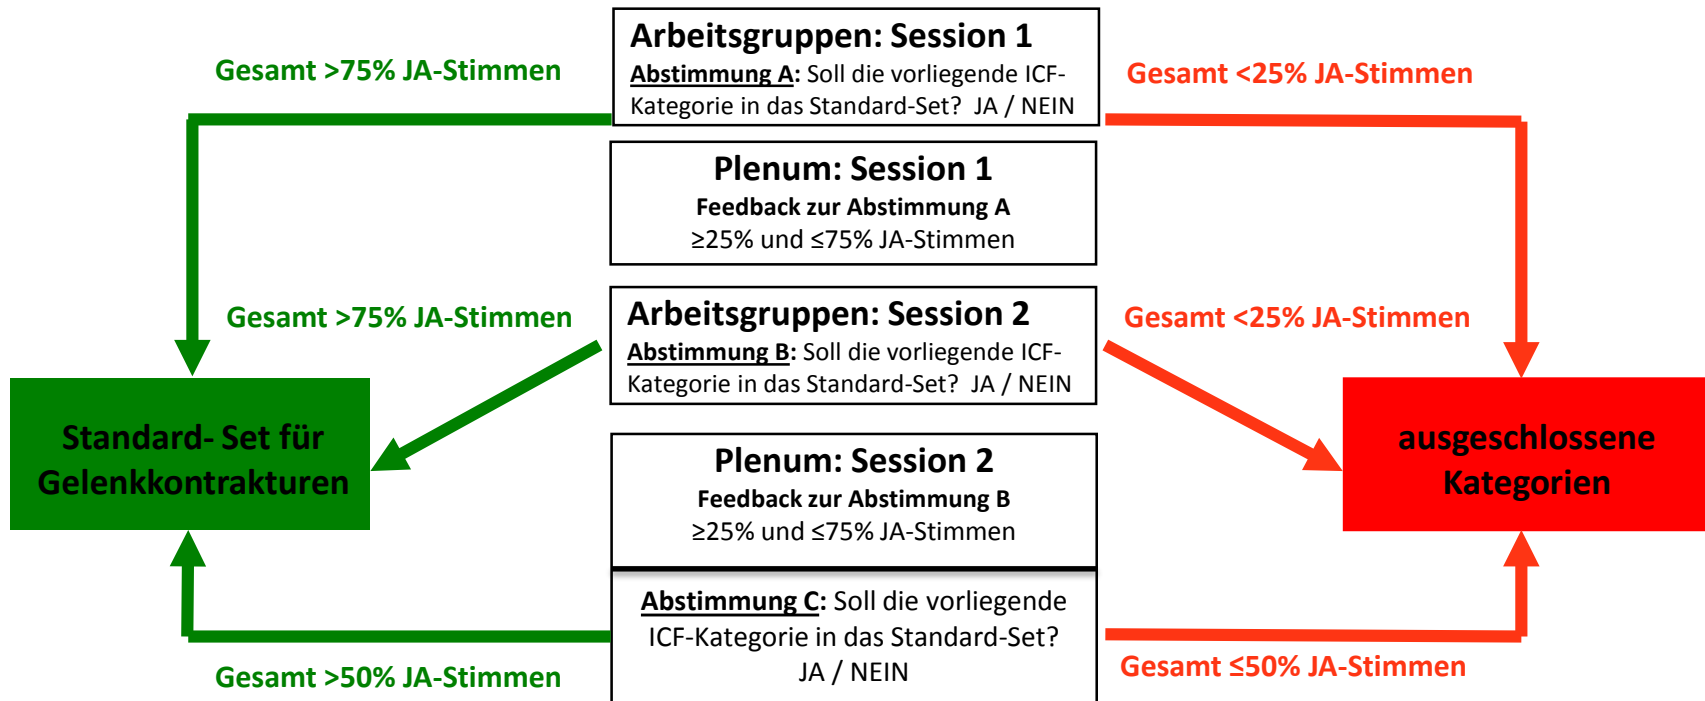 Arbeitsgruppen: Session 1
Abstimmung A: Soll die vorliegende ICF-
Kategorie in das Standard-Set? JA / NEIN
Gesamt >75% JA-Stimmen
Gesamt <25% JA-Stimmen
Plenum: Session 1
Feedback zur Abstimmung A
≥25% und ≤75% JA-Stimmen
Arbeitsgruppen: Session 2
Abstimmung B: Soll die vorliegende ICF-
Kategorie in das Standard-Set? JA / NEIN
Gesamt >75% JA-Stimmen
Gesamt <25% JA-Stimmen
Standard- Set für
Gelenkkontrakturen
ausgeschlossene
Kategorien
Plenum: Session 2
Feedback zur Abstimmung B
≥25% und ≤75% JA-Stimmen
Abstimmung C: Soll die vorliegende
ICF-Kategorie in das Standard-Set?
JA / NEIN
Gesamt >50% JA-Stimmen
Gesamt ≤50% JA-Stimmen